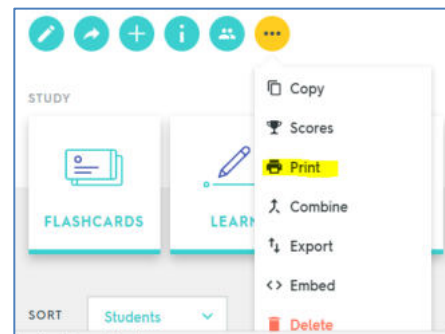 STUDY
FLASHCARDS
LEARN
Copy
Scores
Print
Combine
Export
Embed
Delete
SORT
Students